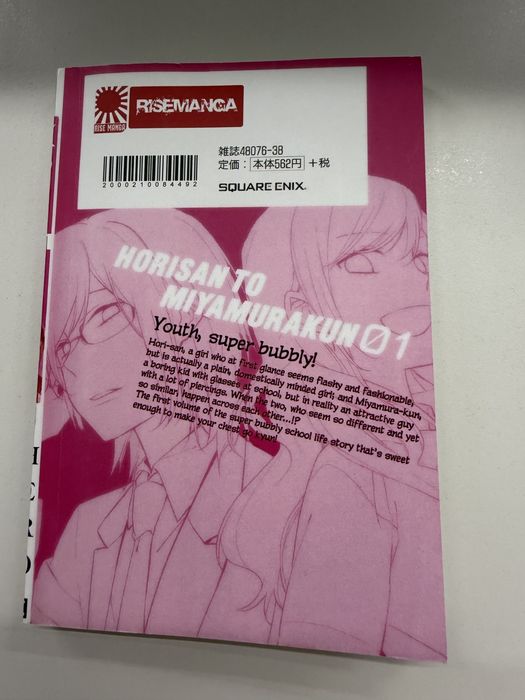 RISE MANGA
RISEMANGA
雑誌48076-38
定価：本体562円＋税
2000210084492
SQUARE ENIX.
HORISAN TO
MIYAMURAKUN 01
Youth, super bubbly!
Hori-san, a girl who at first glance seems flashy and fashionable,
but is actually a plain, domestically minded girl; and Miyamura-kun,
a boring kid with glasses at school, but in reality an attractive guy
with a lot of piercings. When the two, who seem so different and yet
so similar, happen across each other...!?
The first volume of the super bubbly school life story that's sweet
enough to make your chest go kyun!
HERO